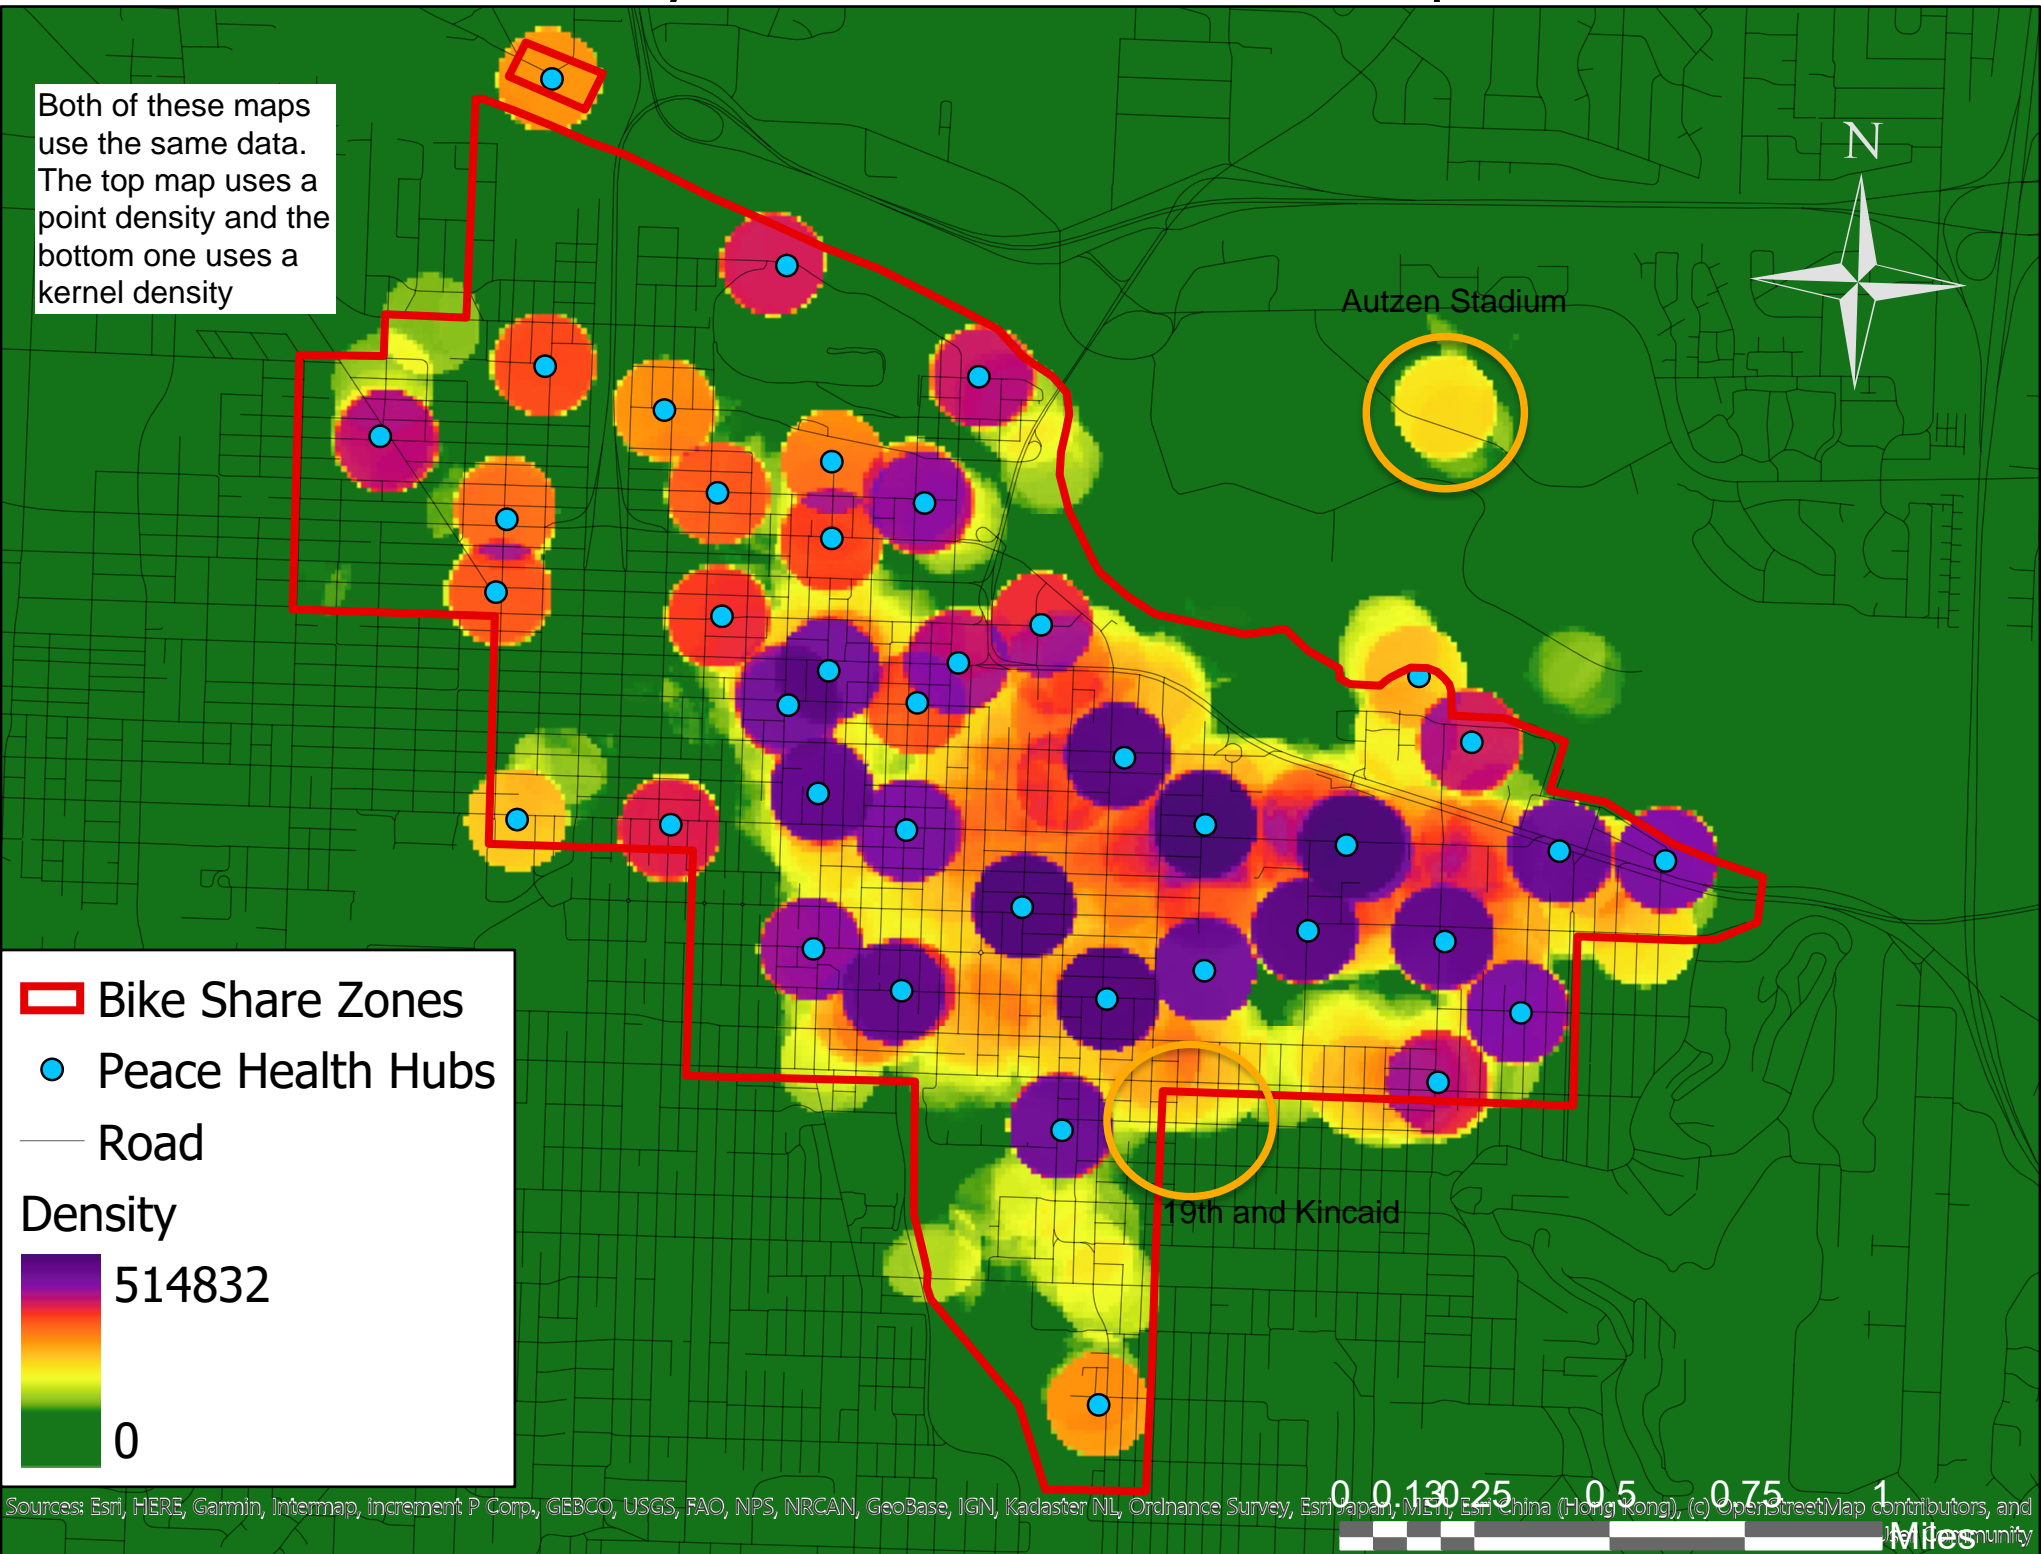 Both of these maps
use the same data.
The top map uses a
point density and the
bottom one uses a
kernel density
N
Autzen Stadium
19th and Kincaid
Bike Share Zones
Peace Health Hubs
Road
Density
514832
0
0 0.13 0.25 0.5 0.75 1
Miles
Sources: Esri, HERE, Garmin, Intermap, increment P Corp., GEBCO, USGS, FAO, NPS, NRCAN, GeoBase, IGN, Kadaster NL, Ordnance Survey, Esri Japan, METI, Esri China (Hong Kong), (c) OpenStreetMap contributors, and
User Community